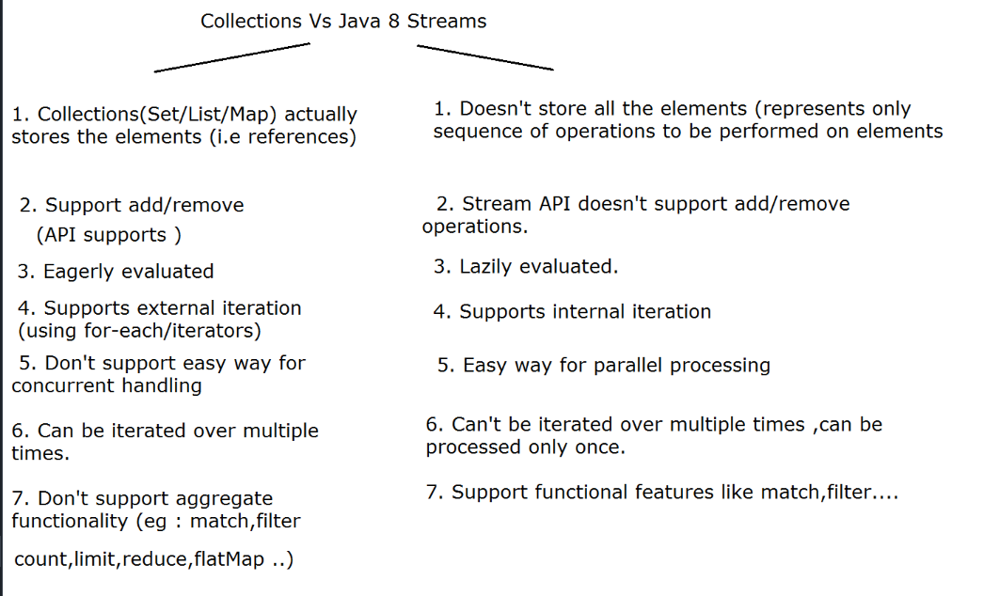 Collections Vs Java 8 Streams
1. Collections(Set/List/Map) actually
stores the elements (i.e references)
2. Support add/remove
(API supports )
3. Eagerly evaluated
4. Supports external iteration
(using for-each/iterators)
5. Don't support easy way for
concurrent handling
6. Can be iterated over multiple
times.
7. Don't support aggregate
functionality (eg : match,filter
count,limit,reduce,flatMap ..)
1. Doesn't store all the elements (represents only
sequence of operations to be performed on elements
2. Stream API doesn't support add/remove
operations.
3. Lazily evaluated.
4. Supports internal iteration
5. Easy way for parallel processing
6. Can't be iterated over multiple times ,can be
processed only once.
7. Support functional features like match,filter....